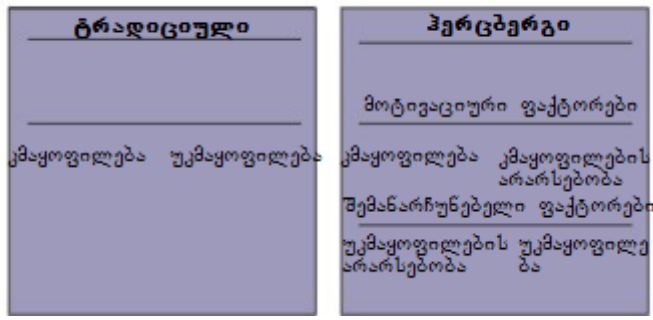 ტრადიციული
კმაყოფილება უკმაყოფილება
ჰერცბერგი
მოტივაციური ფაქტორები
კმაყოფილება კმაყოფილების
არარსებობა
შემანარჩუნებელი ფაქტორები
უკმაყოფილების უკმაყოფილე
არარსებობა ბა